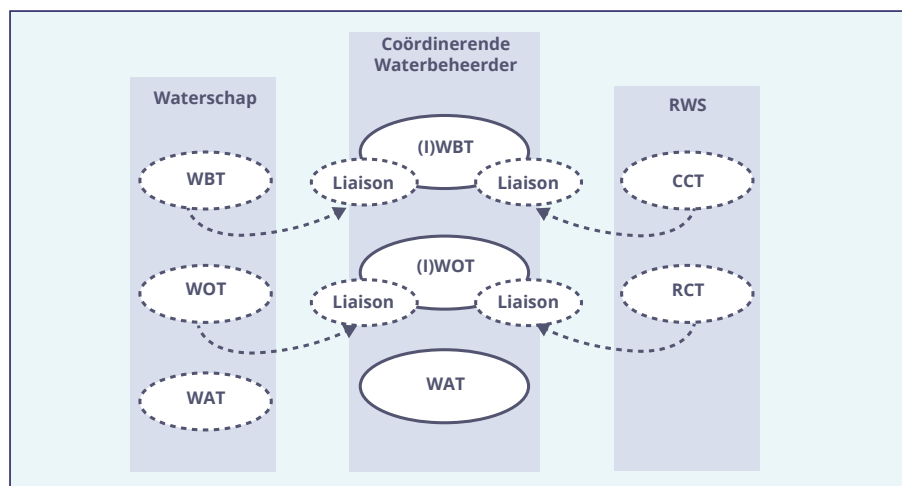 Coördinerende
Waterbeheerder
Waterschap
RWS
(I)WBT
WBT
Liaison
Liaison
CCT
(I)WOT
WOT
Liaison
Liaison
RCT
WAT
WAT